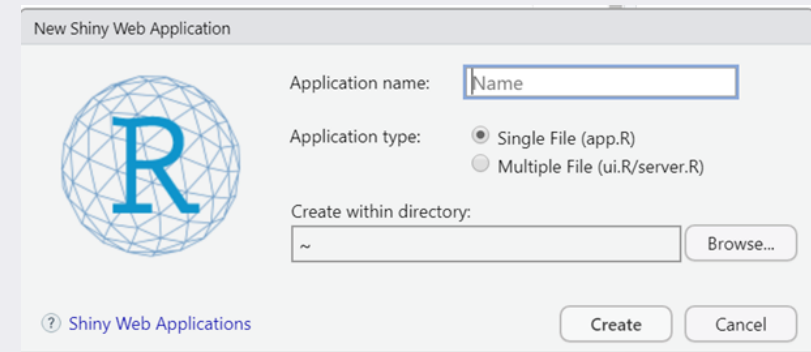 New Shiny Web Application
R
Application name: Name
Application type: Single File (app.R)
Multiple File (ui.R/server.R)
Create within directory:
~ Browse...
? Shiny Web Applications Create Cancel